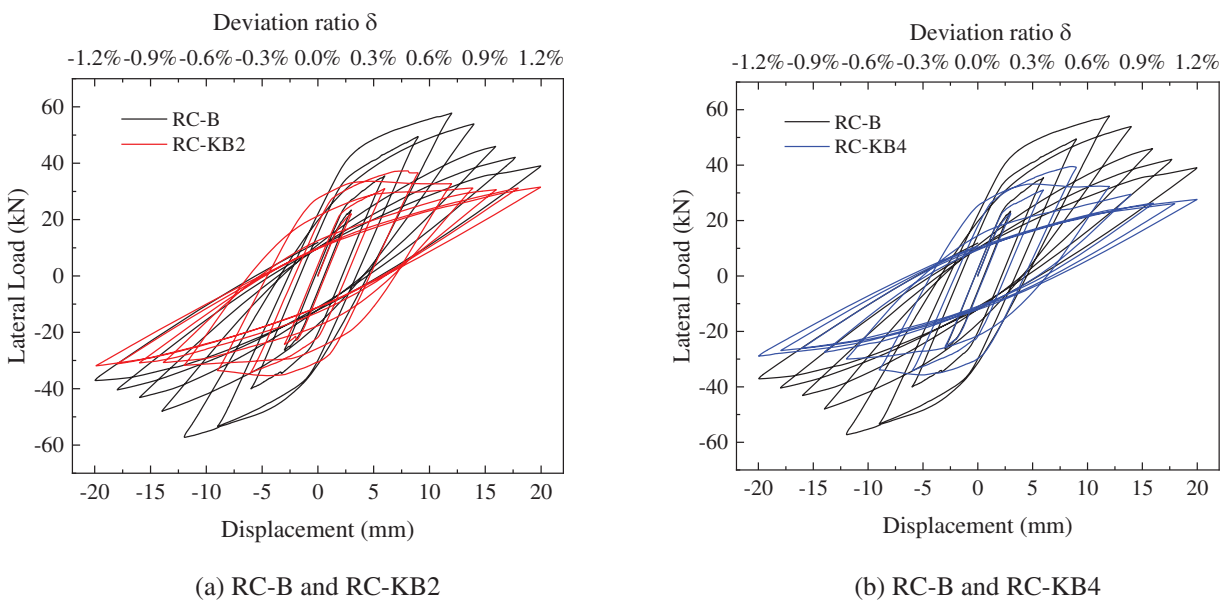 Deviation ratio δ
-1.2% -0.9% -0.6% -0.3% 0.0% 0.3% 0.6% 0.9% 1.2%
60
40
20
0
-20
-40
-60
Lateral Load (kN)
RC-B
RC-KB2
-20 -15 -10 -5 0 5 10 15 20
Displacement (mm)
(a) RC-B and RC-KB2
Deviation ratio δ
-1.2% -0.9% -0.6% -0.3% 0.0% 0.3% 0.6% 0.9% 1.2%
60
40
20
0
-20
-40
-60
Lateral Load (kN)
RC-B
RC-KB4
-20 -15 -10 -5 0 5 10 15 20
Displacement (mm)
(b) RC-B and RC-KB4